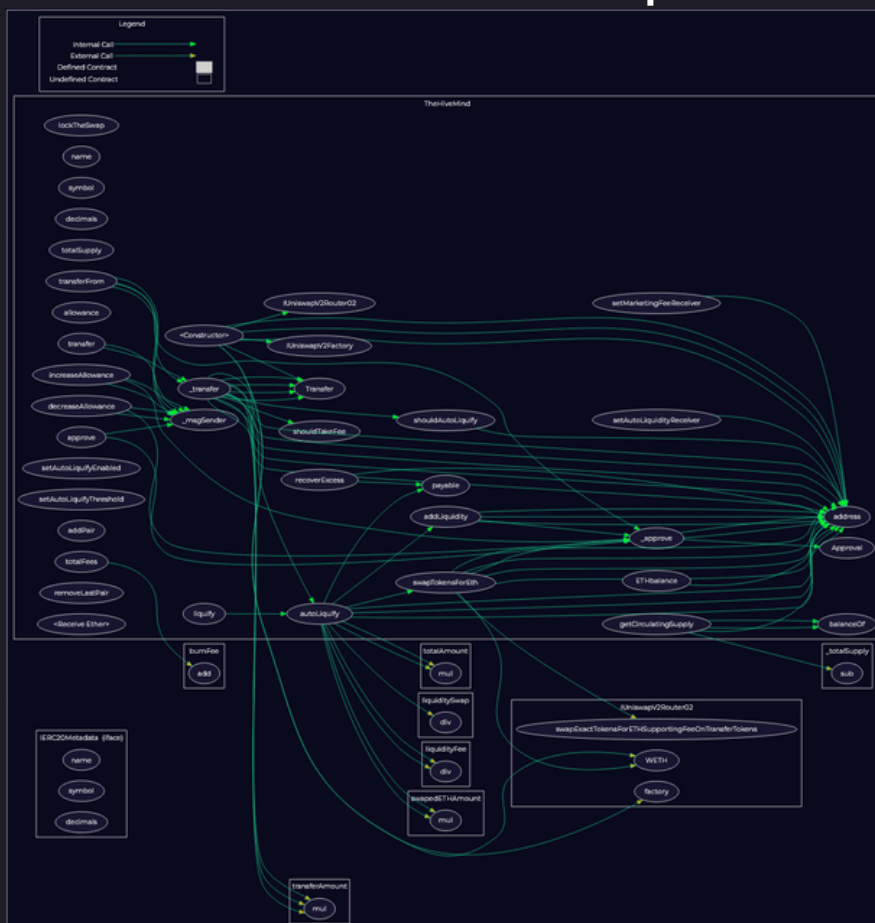 Legend
Internal Call
External Call
Defined Contract
Undefined Contract
TheHiveMind
lockTheSwap
name
symbol
decimals
totalSupply
transferFrom
allowance
transfer
increaseAllowance
decreaseAllowance
approve
setAutoLiquifyEnabled
setAutoLiquifyThreshold
addPair
totalFees
removeLastPair
<Receive Ether>
<Constructor>
_transfer
_msgSender
liquify
IUniswapV2Router02
IUniswapV2Factory
Transfer
shouldTakeFee
recoverExcess
autoLiquify
shouldAutoLiquify
payable
addLiquidity
swapTokensForEth
setMarketingFeeReceiver
setAutoLiquidityReceiver
_approve
ETHbalance
getCirculatingSupply
address
Approval
balanceOf
burnFee
add
totalAmount
mul
liquiditySwap
div
liquidityFee
div
swapedETHAmount
mul
_totalSupply
sub
IUniswapV2Router02
swapExactTokensForETHSupportingFeeOnTransferTokens
WETH
factory
IERC20Metadata (iface)
name
symbol
decimals
transferAmount
mul